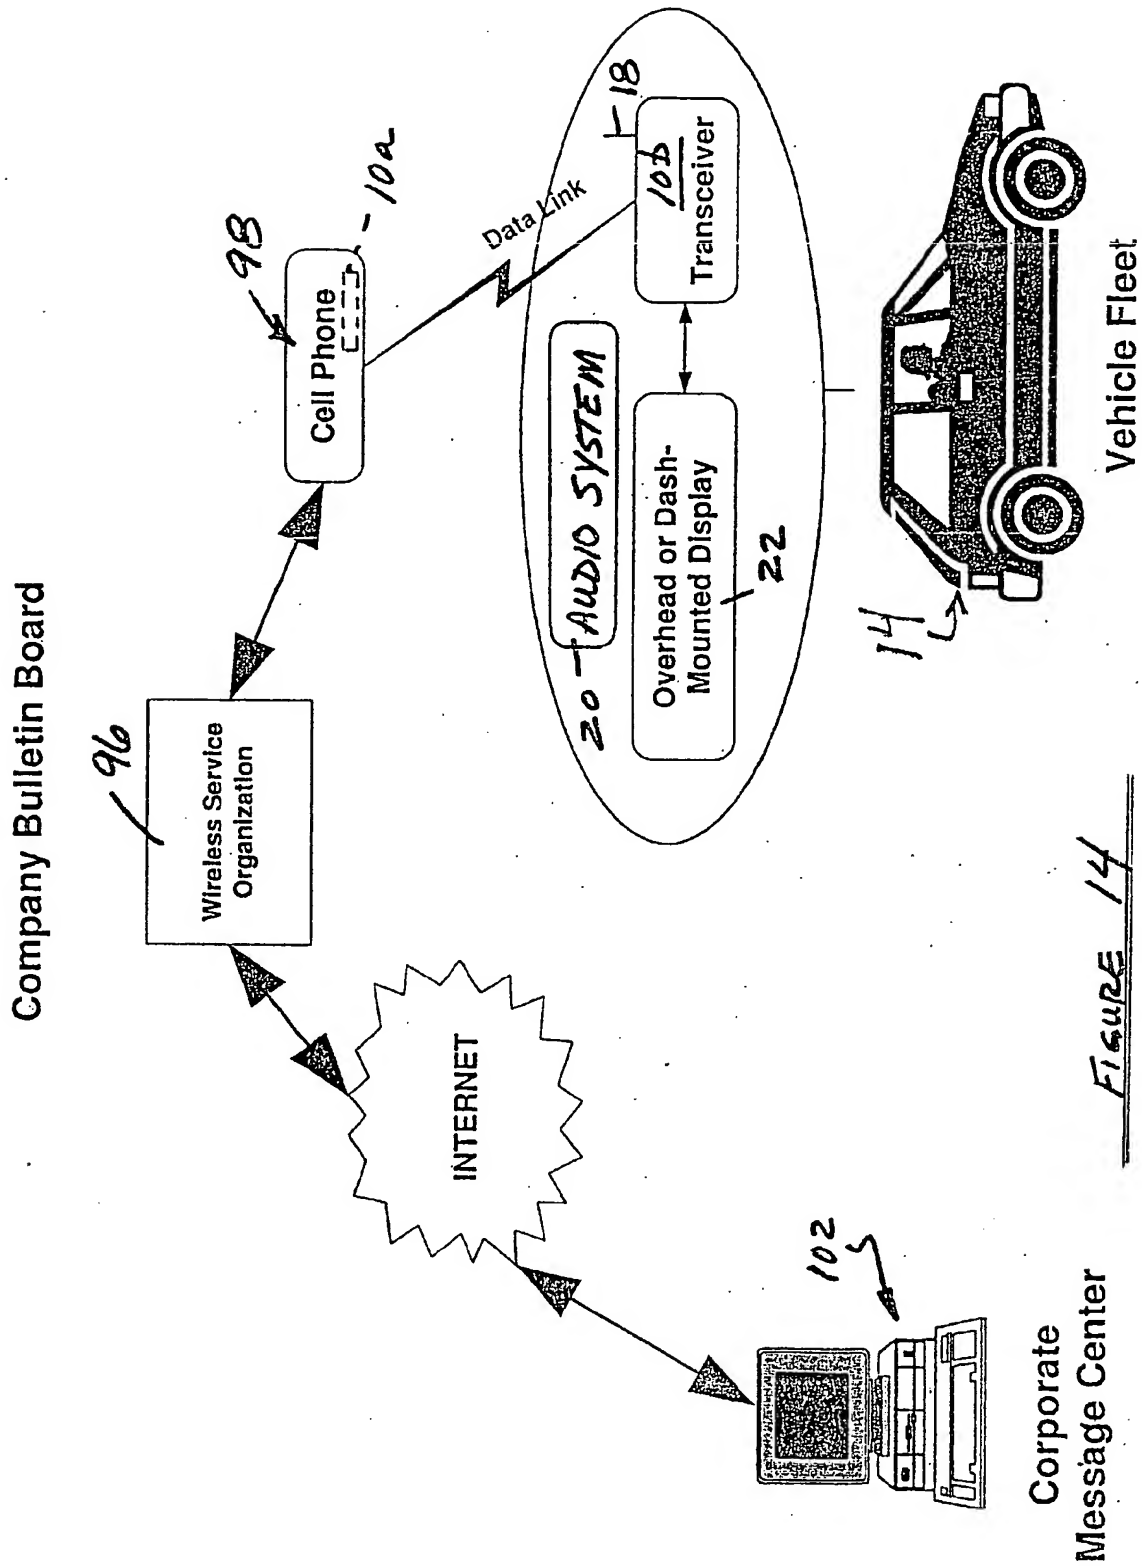 Company Bulletin Board
96
Wireless Service
Organization
98
Cell Phone
10a
Data Link
INTERNET
20
AUDIO SYSTEM
18
10b
Transceiver
Overhead or Dash-
Mounted Display
22
102
14
Corporate
Message Center
Vehicle Fleet
FIGURE 14